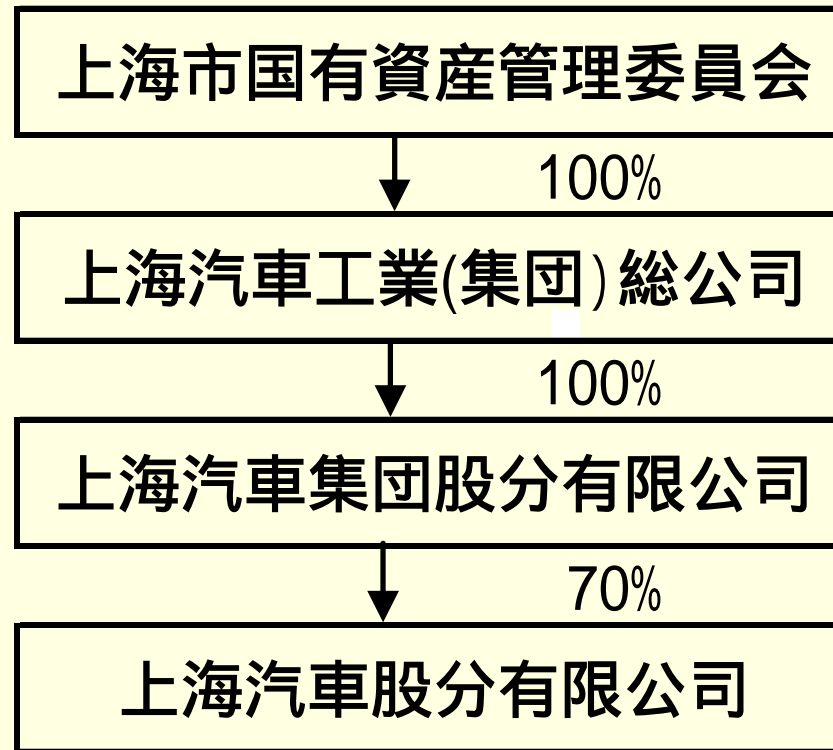 上海市国有資産管理委員会
100%
上海汽車工業(集団)総公司
100%
上海汽車集団股分有限公司
70%
上海汽車股分有限公司